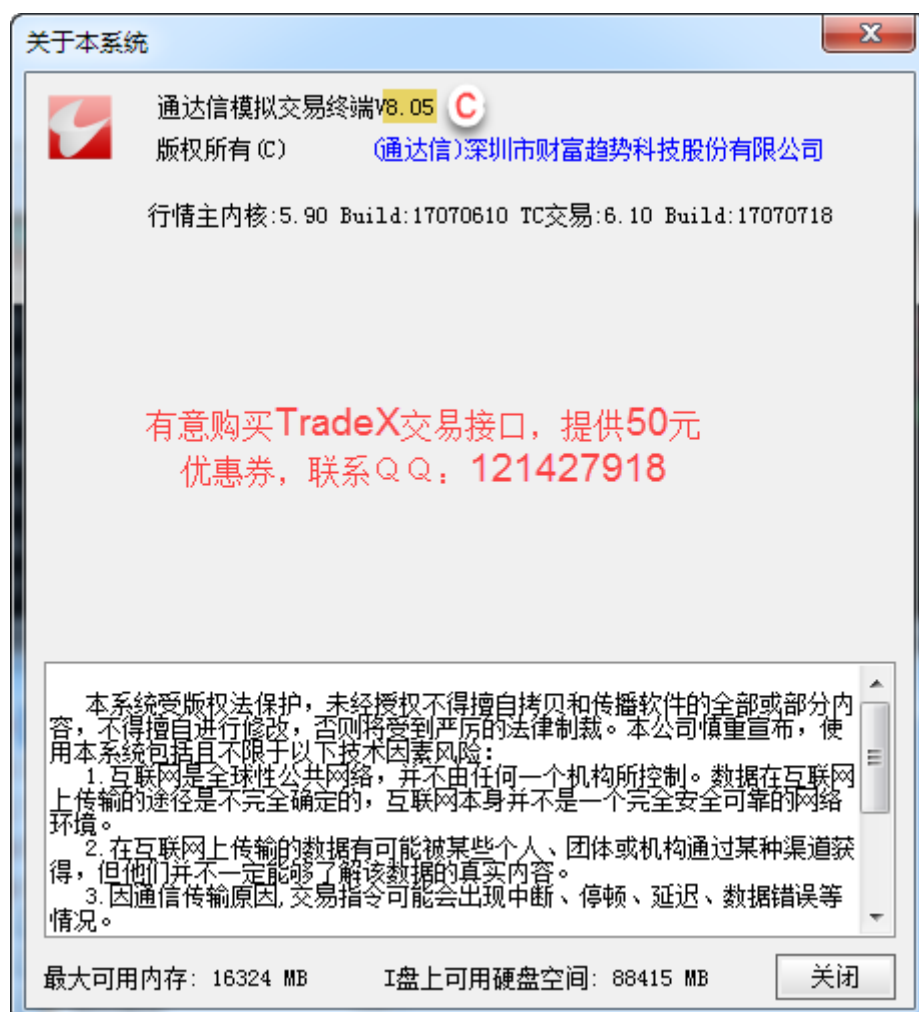 关于本系统
通达信模拟交易终端V8.05 C
版权所有(C) (通达信)深圳市财富趋势科技股份有限公司
行情主内核:5.90 Build:17070610 TC交易:6.10 Build:17070718
有意购买TradeX交易接口，提供50元
优惠券，联系QQ：121427918
本系统受版权法保护，未经授权不得擅自拷贝和传播软件的全部或部分内
容，不得擅自进行修改，否则将受到严厉的法律制裁。本公司慎重宣布，使
用本系统包括且不限于以下技术因素风险:
1.互联网是全球性公共网络，并不由任何一个机构所控制。数据在互联网
上传输的途径是不完全确定的，互联网本身并不是一个完全安全可靠的网络
环境。
2.在互联网上传输的数据有可能被某些个人、团体或机构通过某种渠道获
得，但他们并不一定能够了解该数据的真实内容。
3.因通信传输原因,交易指令可能会出现中断、停顿、延迟、数据错误等
情况。
最大可用内存: 16324 MB I盘上可用硬盘空间: 88415 MB 关闭